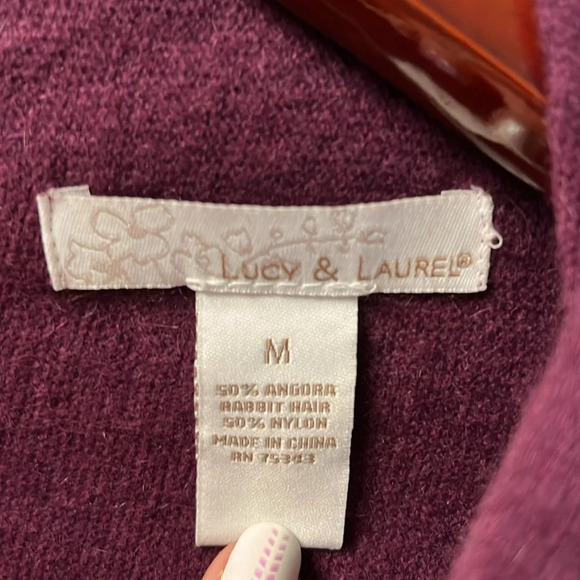 LUCY & LAUREL®
M
50% ANGORA
RABBIT HAIR
50% NYLON
MADE IN CHINA
RN 75343